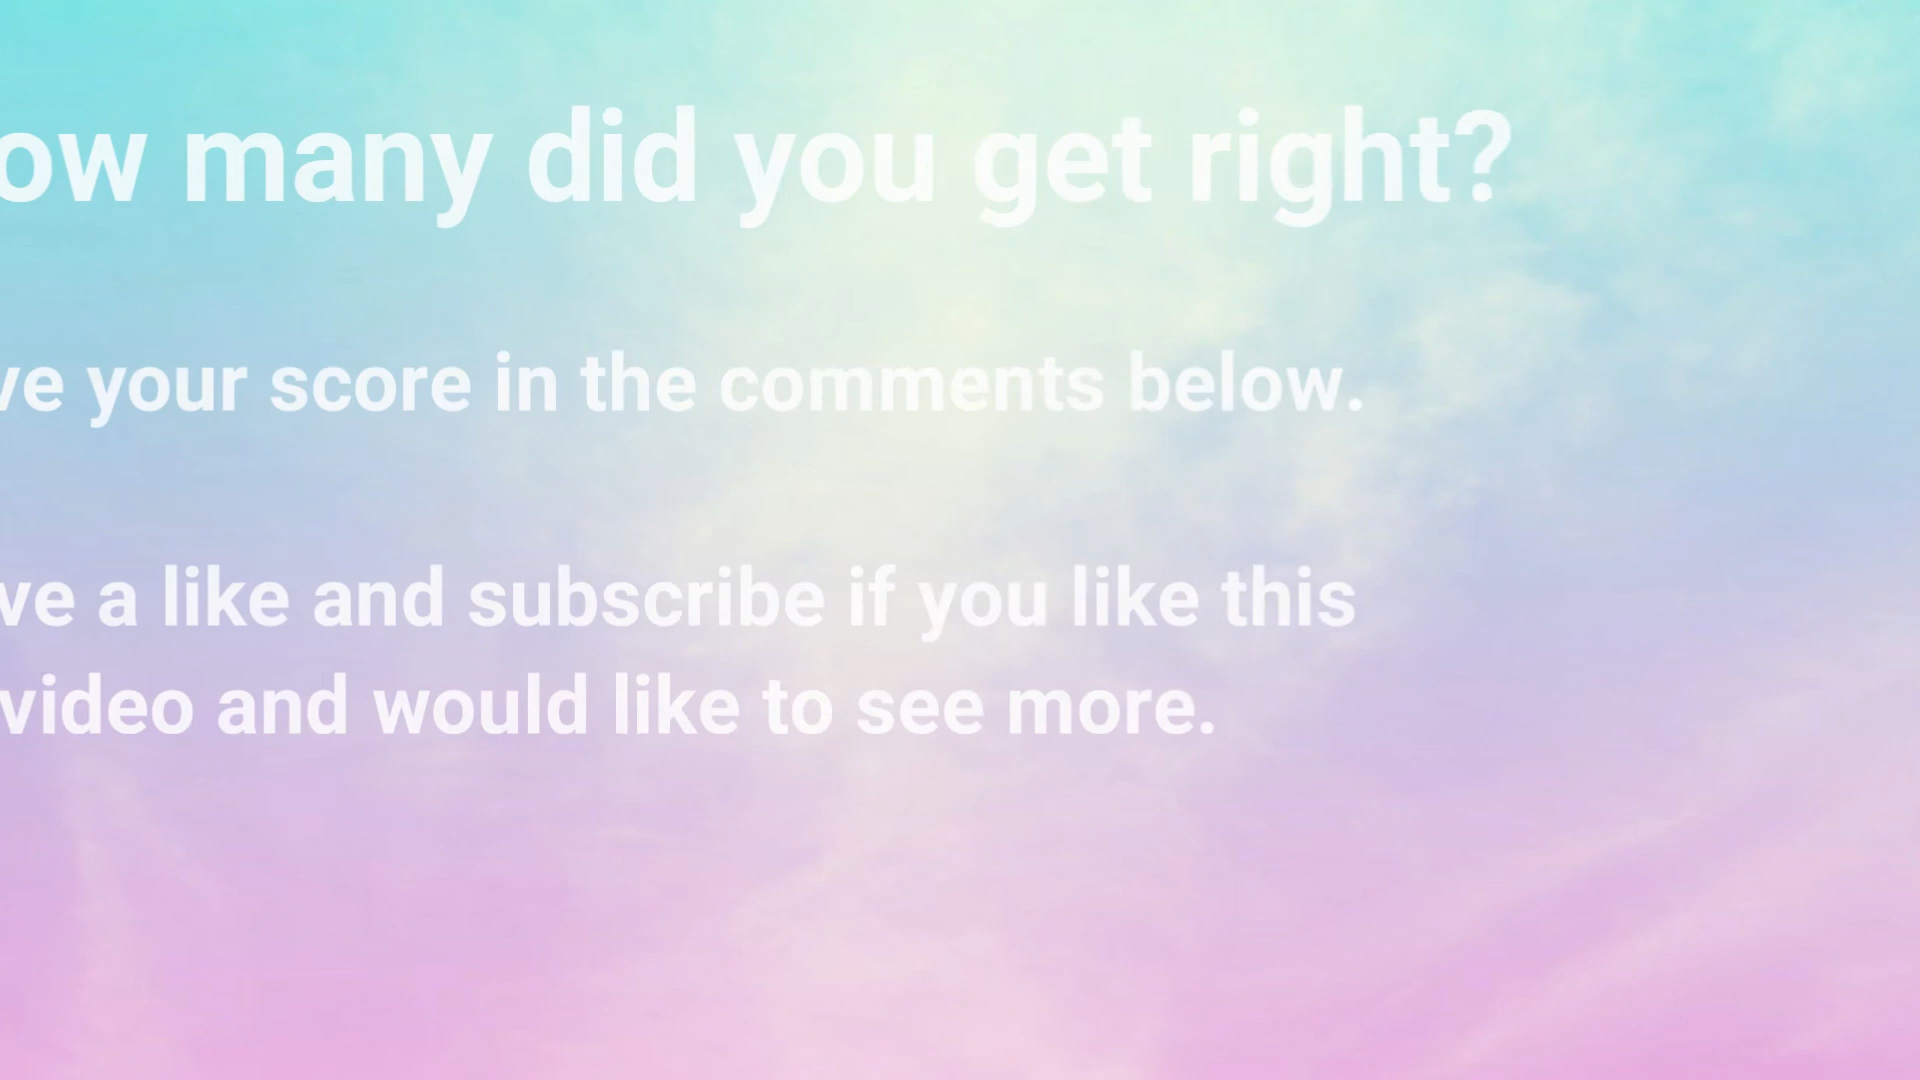 ow many did you get right?
ve your score in the comments below.
ve a like and subscribe if you like this
video and would like to see more.